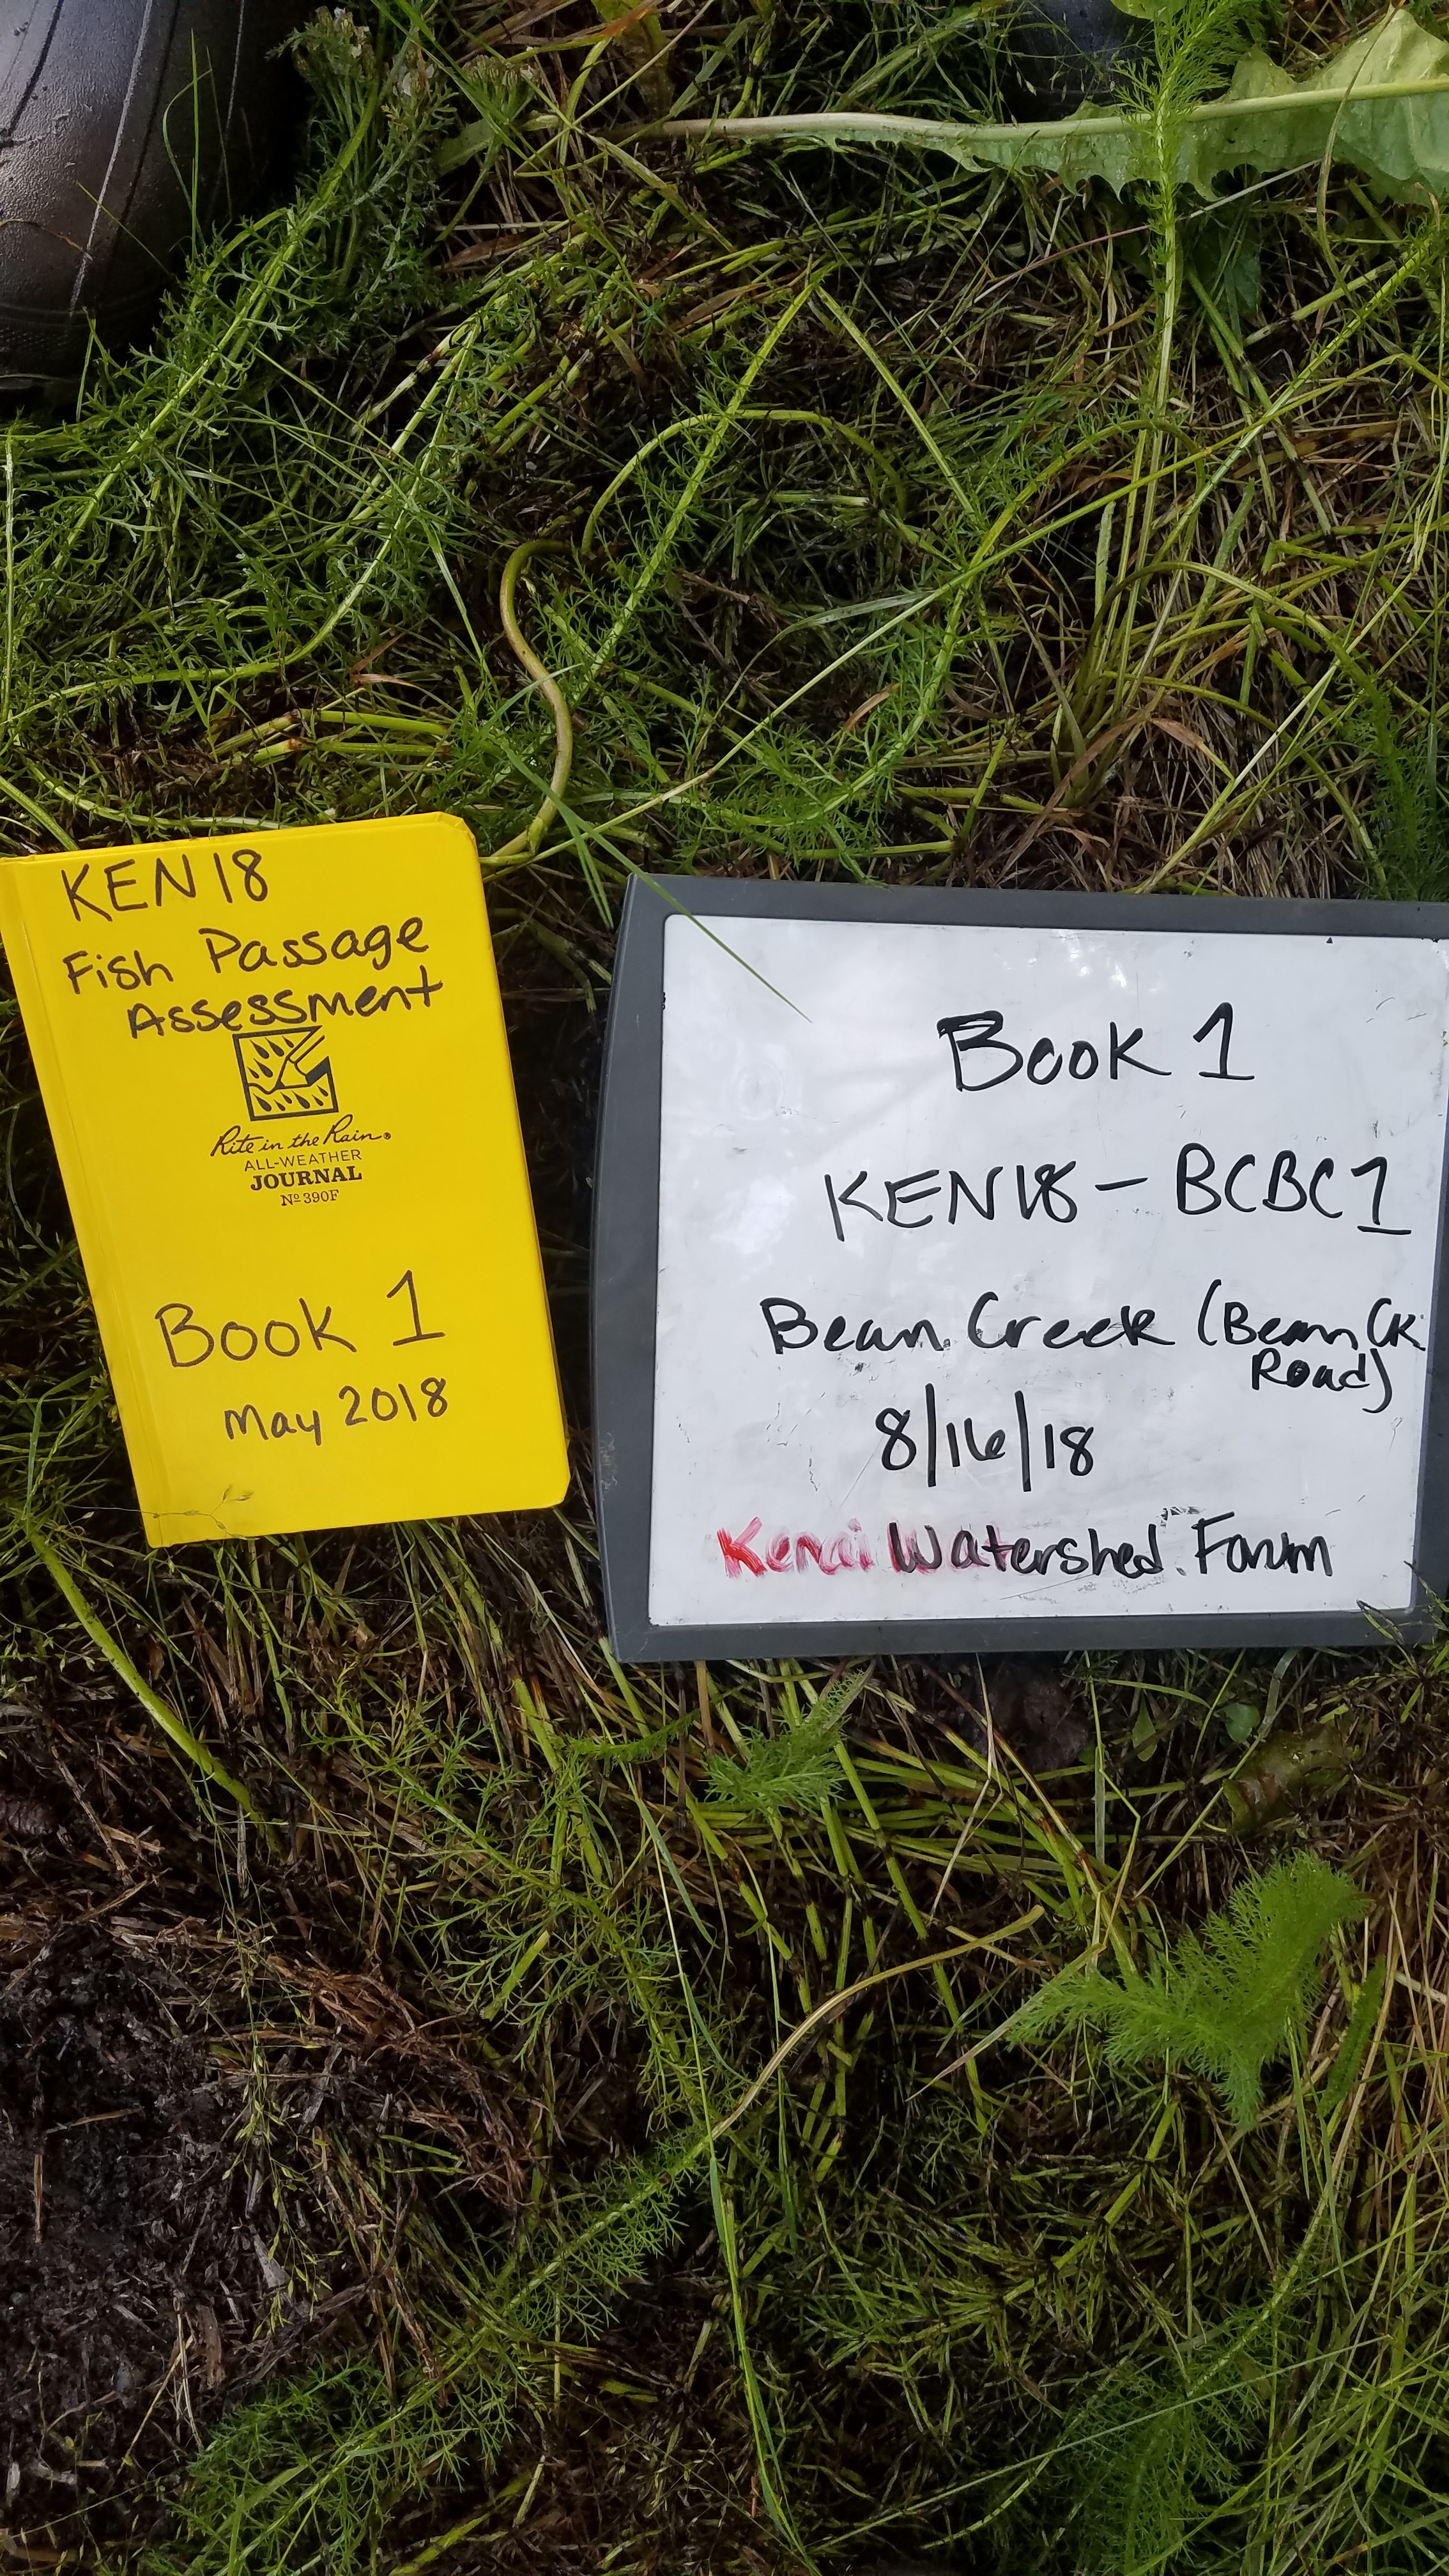 KEN18
Fish Passage
Assessment
Rite in the Rain®
ALL-WEATHER
JOURNAL
Nº 390F
Book 1
May 2018
Book 1
KEN18 - BCBC1
Bean Creek (Bean CK
Road)
8/16/18
Kenai Watershed Forum